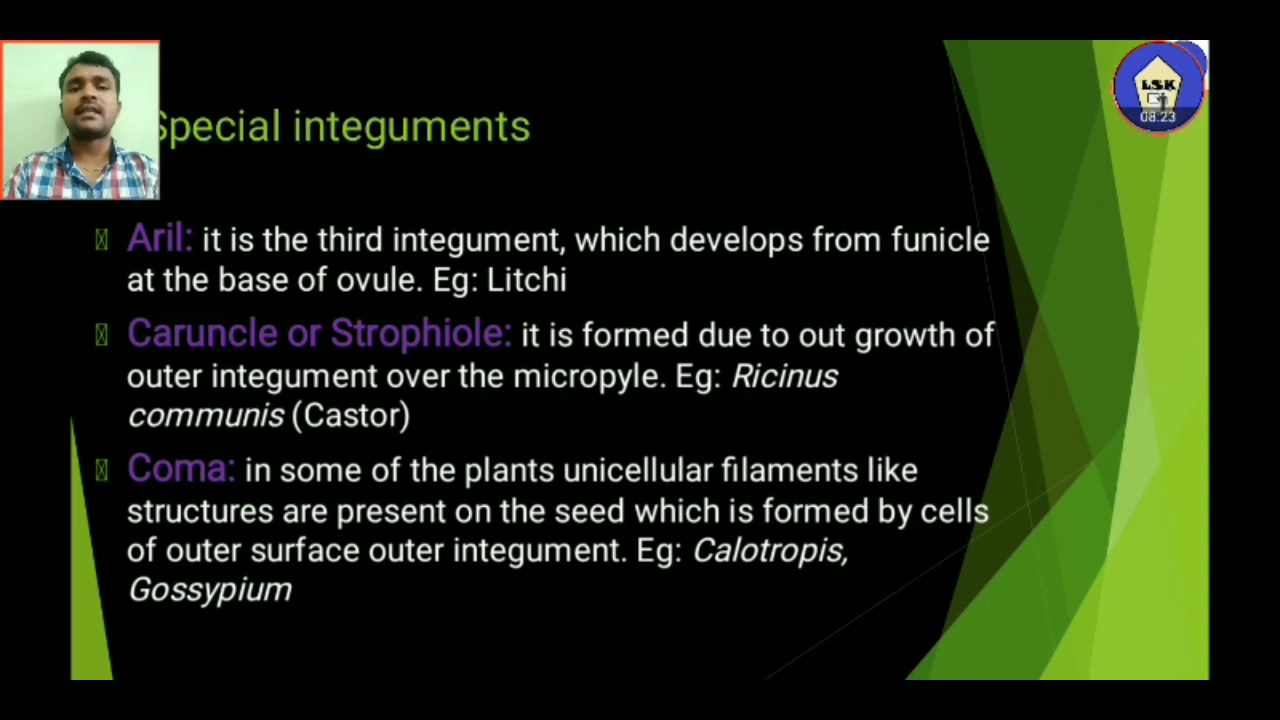 Special integuments
LSK
08:23
Aril: it is the third integument, which develops from funicle
at the base of ovule. Eg: Litchi
Caruncle or Strophiole: it is formed due to out growth of
outer integument over the micropyle. Eg: Ricinus
communis (Castor)
Coma: in some of the plants unicellular filaments like
structures are present on the seed which is formed by cells
of outer surface outer integument. Eg: Calotropis,
Gossypium